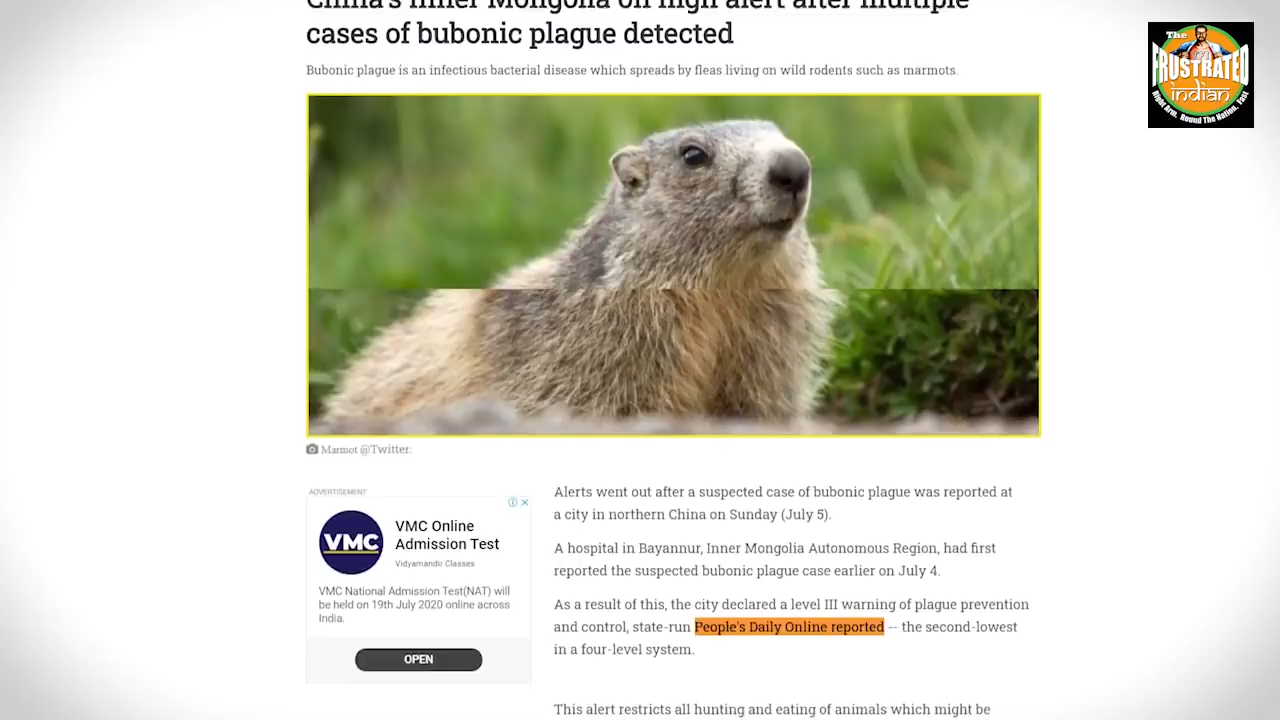 China's Inner Mongolia on high alert after multiple
cases of bubonic plague detected
Bubonic plague is an infectious bacterial disease which spreads by fleas living on wild rodents such as marmots.
The
FRUSTRATED
indian
Right Arm. Round The Nation. Fast
Marmot @Twitter:
ADVERTISEMENT
VMC
VMC Online
Admission Test
Vidyamandir Classes
VMC National Admission Test(NAT) will
be held on 19th July 2020 online across
India.
OPEN
Alerts went out after a suspected case of bubonic plague was reported at
a city in northern China on Sunday (July 5).
A hospital in Bayannur, Inner Mongolia Autonomous Region, had first
reported the suspected bubonic plague case earlier on July 4.
As a result of this, the city declared a level III warning of plague prevention
and control, state-run People's Daily Online reported -- the second-lowest
in a four-level system.
This alert restricts all hunting and eating of animals which might be